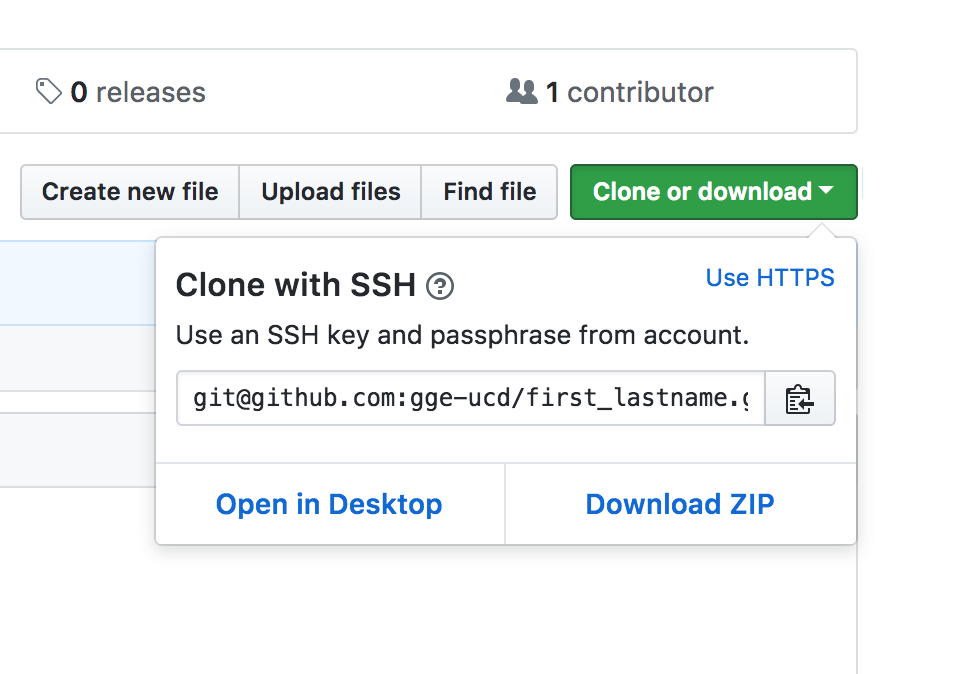 0 releases
1 contributor
Create new file
Upload files
Find file
Clone or download
Clone with SSH
Use HTTPS
Use an SSH key and passphrase from account.
git@github.com:gge-ucd/first_lastname.g
Open in Desktop
Download ZIP